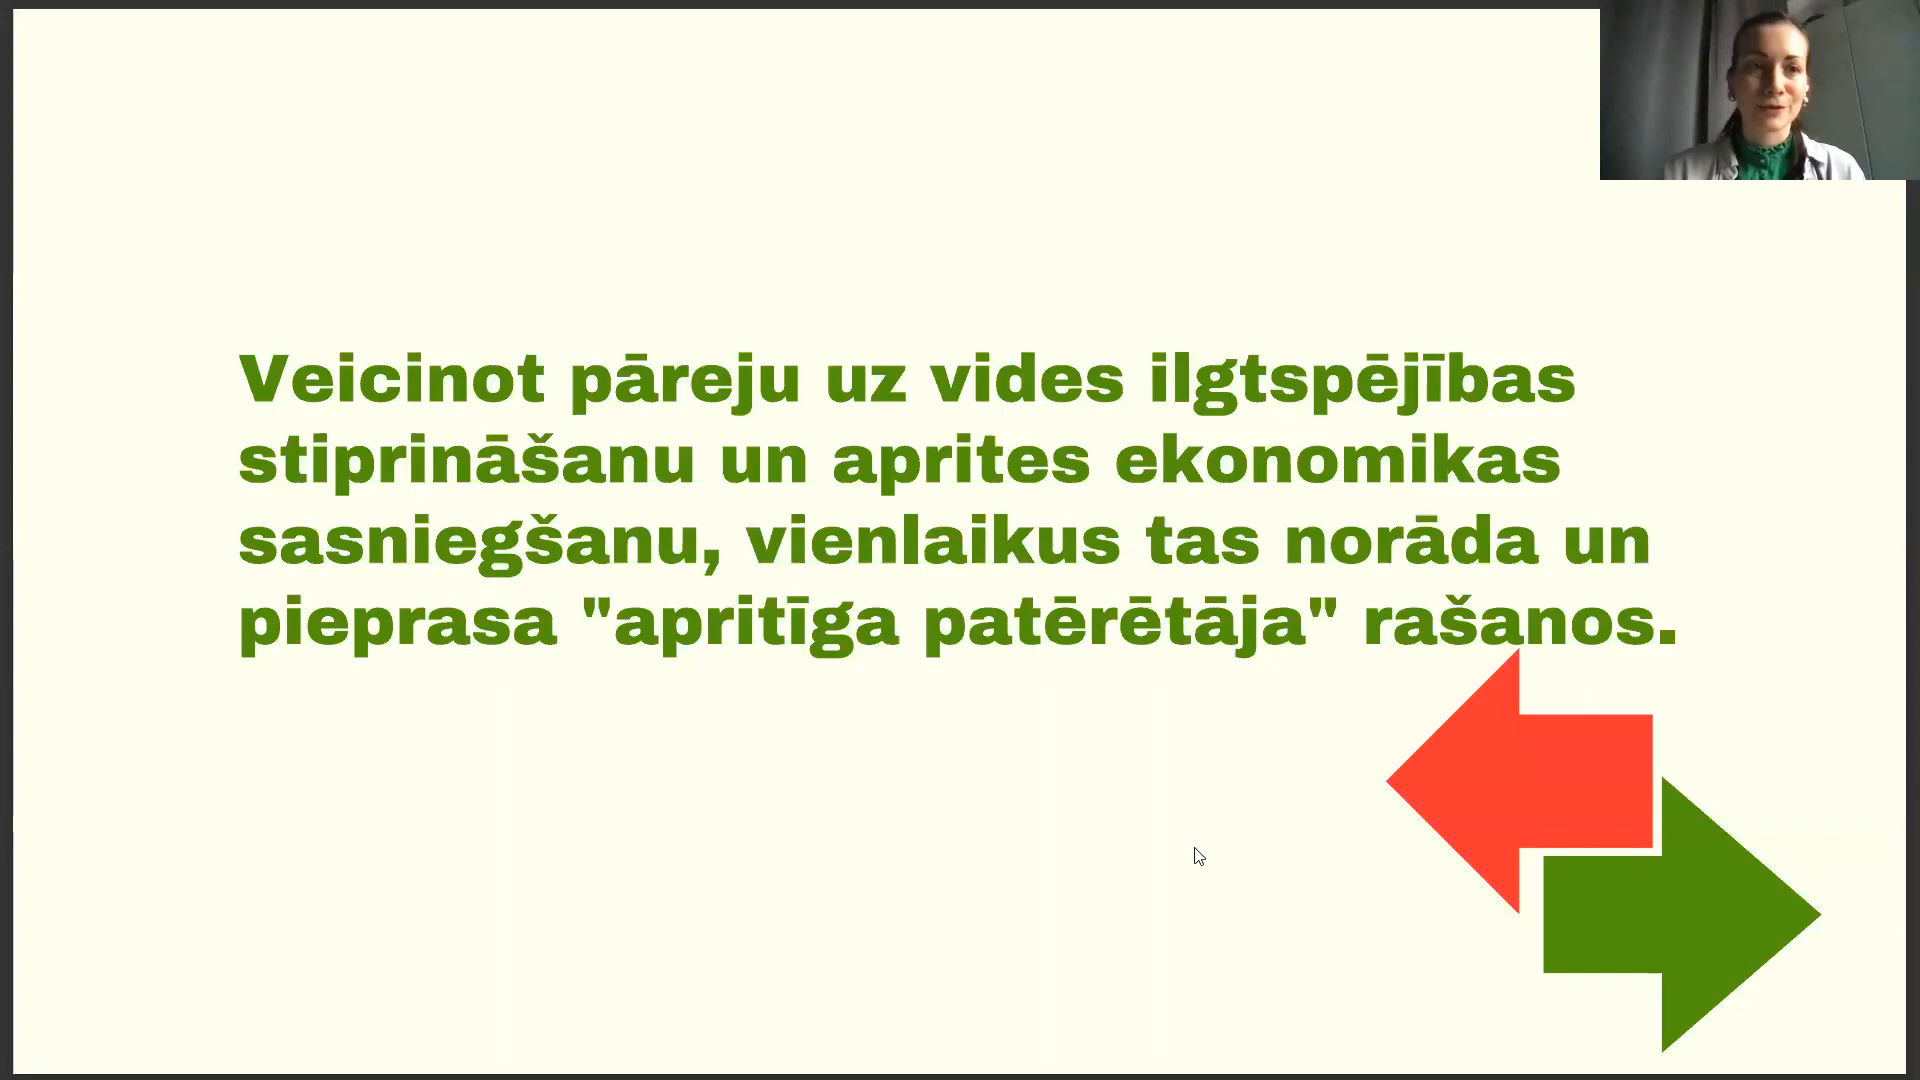 Veicinot pāreju uz vides ilgtspējības
stiprināšanu un aprites ekonomikas
sasniegšanu, vienlaikus tas norāda un
pieprasa "apritīga patērētāja" rašanos.